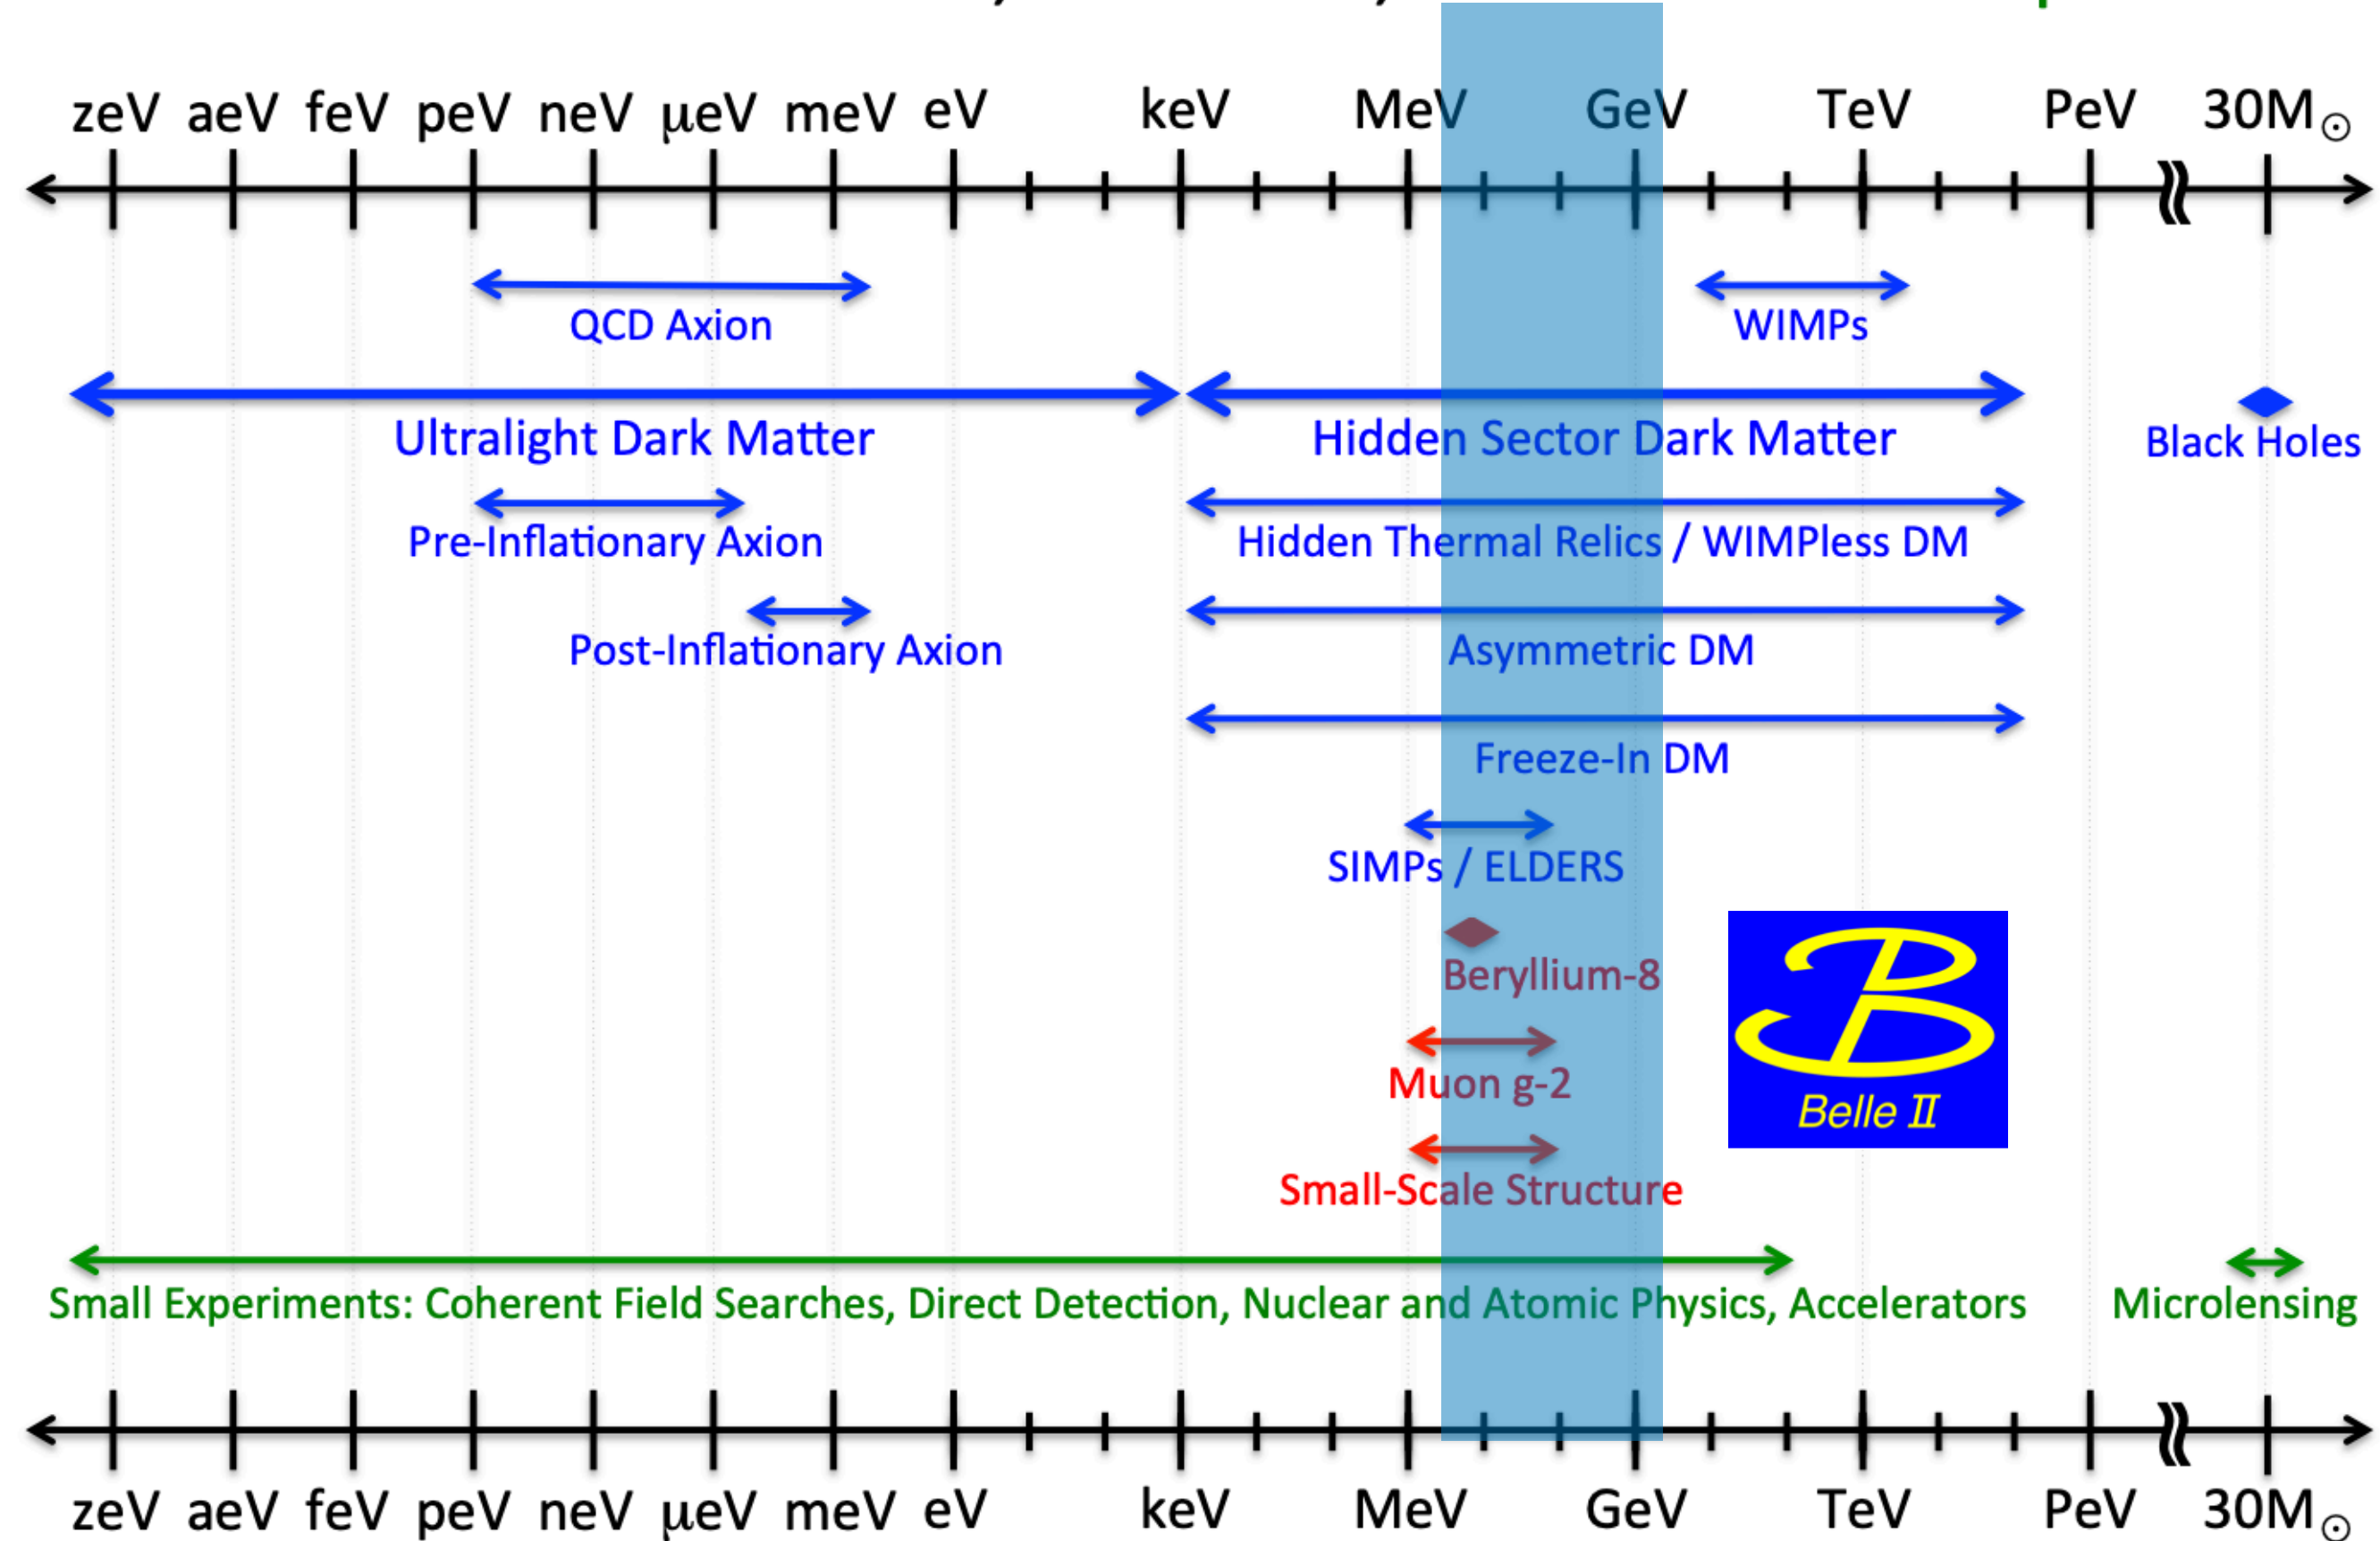 zeV aeV feV peV neV μeV meV eV keV MeV GeV TeV PeV 30M☉
QCD Axion
WIMPs
Ultralight Dark Matter
Hidden Sector Dark Matter
Black Holes
Pre-Inflationary Axion
Hidden Thermal Relics / WIMPless DM
Post-Inflationary Axion
Asymmetric DM
Freeze-In DM
SIMPs / ELDERS
Beryllium-8
Muon g-2
B
Belle II
Small-Scale Structure
Small Experiments: Coherent Field Searches, Direct Detection, Nuclear and Atomic Physics, Accelerators
Microlensing
zeV aeV feV peV neV μeV meV eV keV MeV GeV TeV PeV 30M☉